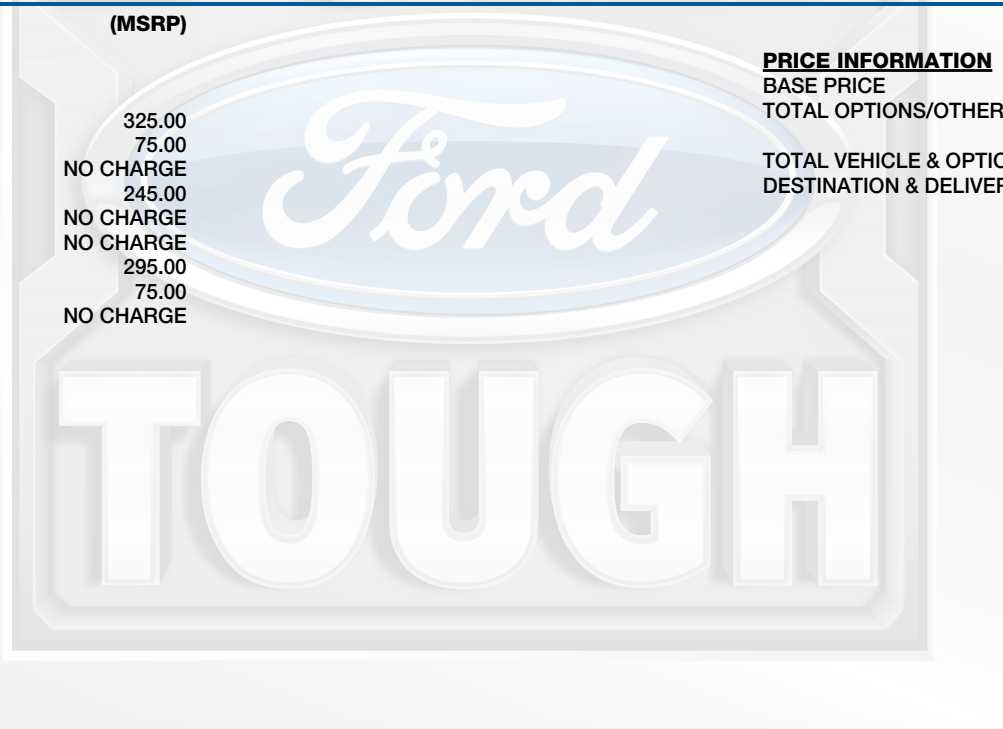 (MSRP)
325.00
75.00
NO CHARGE
245.00
NO CHARGE
NO CHARGE
295.00
75.00
NO CHARGE
PRICE INFORMATION
BASE PRICE
TOTAL OPTIONS/OTHER
TOTAL VEHICLE & OPTIO
DESTINATION & DELIVER
Ford
TOUGH